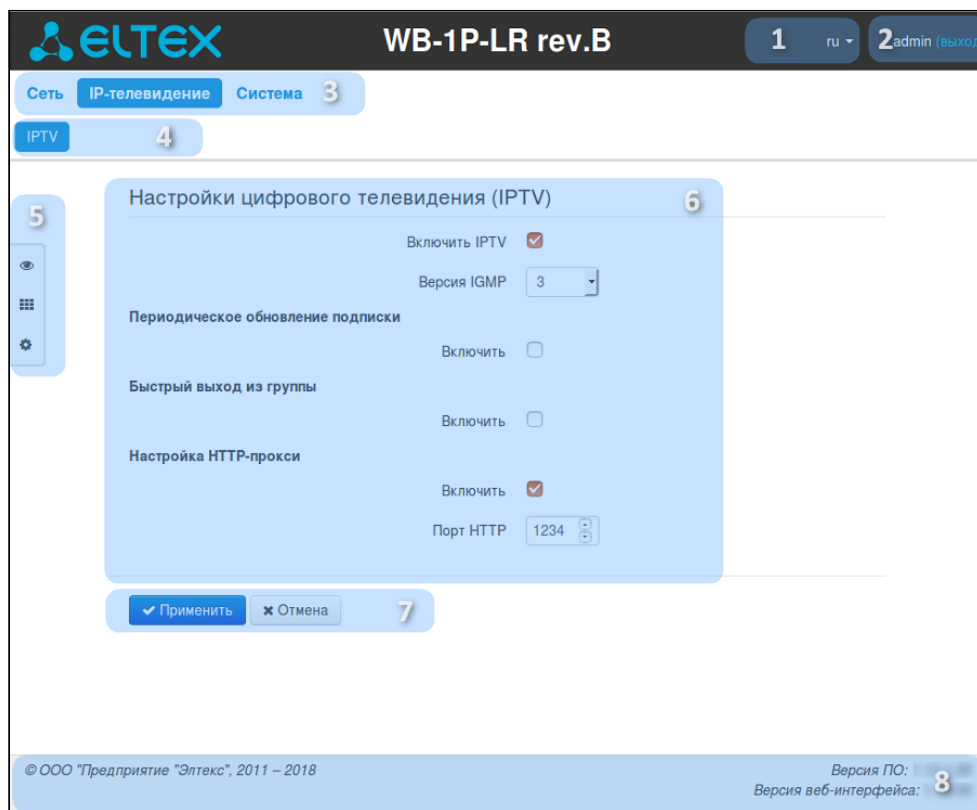 ELTEX WB-1P-LR rev.B 1 ru 2 admin (выход
Сеть IP-телевидение Система 3
IPTV 4
5
Настройки цифрового телевидения (IPTV) 6
Включить IPTV
Версия IGMP 3
Периодическое обновление подписки
Включить
Быстрый выход из группы
Включить
Настройка HTTP-прокси
Включить
Порт HTTP 1234
Применить Отмена 7
© ООО "Предприятие "Элтекс", 2011 – 2018 Версия ПО:
Версия веб-интерфейса: 8